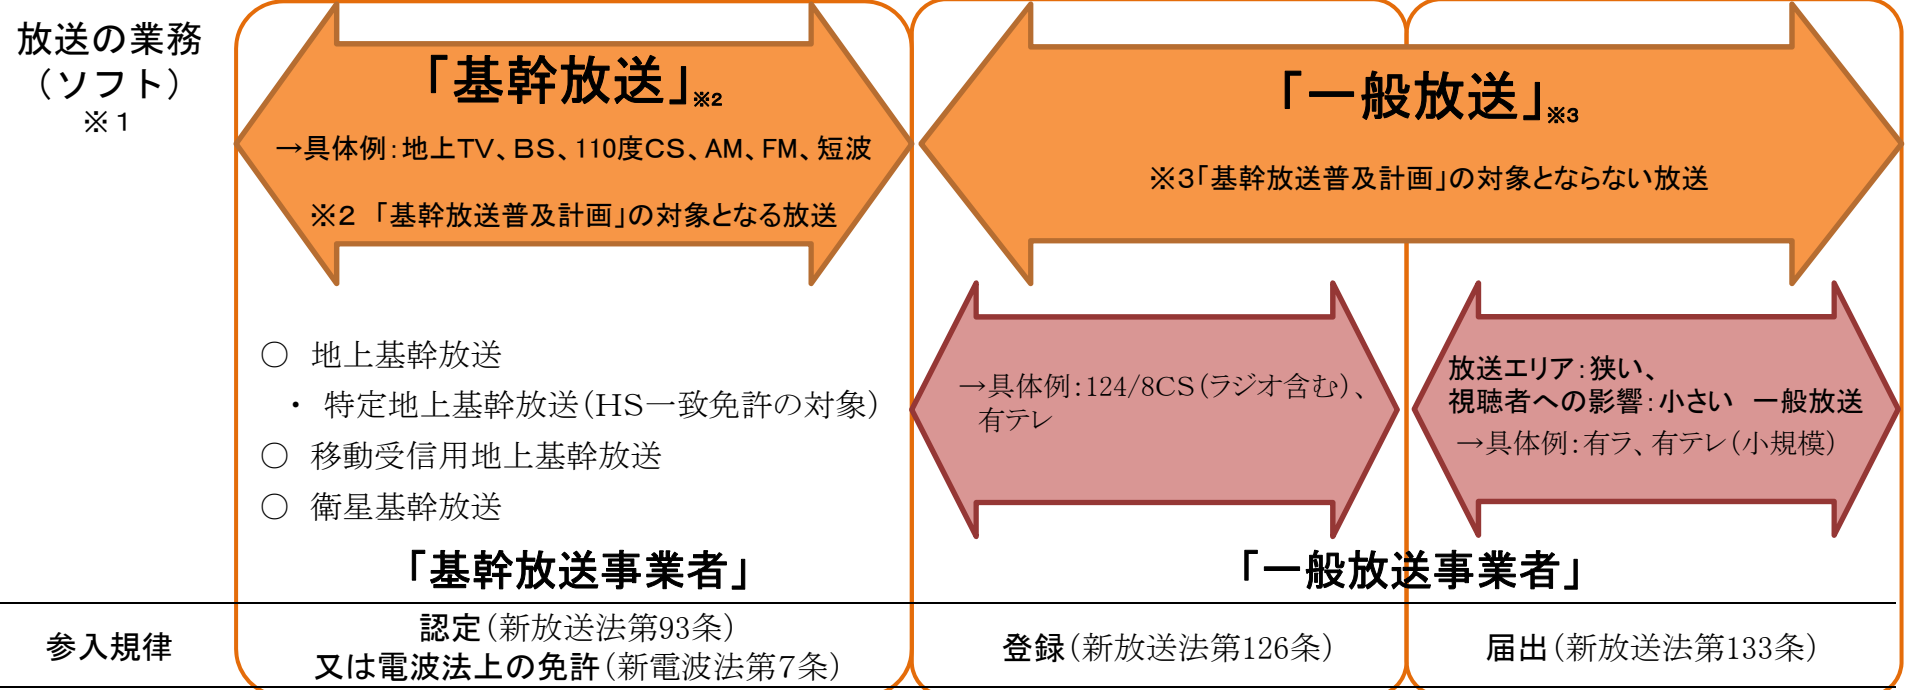 放送の業務
（ソフト）
※１
「基幹放送」※2
→具体例：地上TV、BS、110度CS、AM、FM、短波
※２　「基幹放送普及計画」の対象となる放送
○　地上基幹放送
・　特定地上基幹放送（HS一致免許の対象）
○　移動受信用地上基幹放送
○　衛星基幹放送
「基幹放送事業者」
「一般放送」※3
※3「基幹放送普及計画」の対象とならない放送
→具体例：124/8CS（ラジオ含む）、
有テレ
放送エリア：狭い、
視聴者への影響：小さい　一般放送
→具体例：有ラ、有テレ（小規模）
「一般放送事業者」
参入規律
認定（新放送法第93条）
又は電波法上の免許（新電波法第７条）
登録（新放送法第126条）
届出（新放送法第133条）